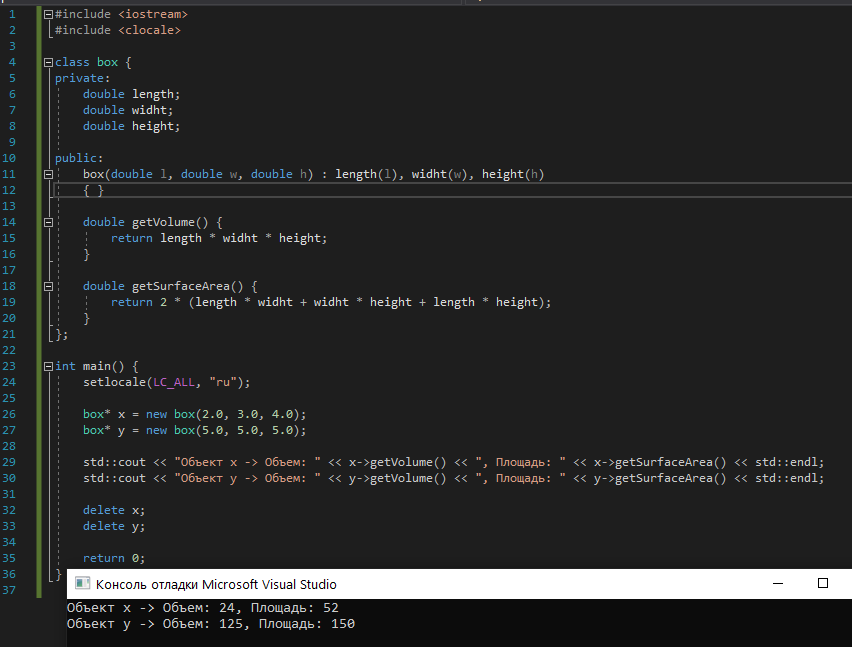 1 #include <iostream>
2 #include <clocale>
3
4 class box {
5 private:
6 double length;
7 double widht;
8 double height;
9
10 public:
11 box(double l, double w, double h) : length(l), widht(w), height(h)
12 { }
13
14 double getVolume() {
15 return length * widht * height;
16 }
17
18 double getSurfaceArea() {
19 return 2 * (length * widht + widht * height + length * height);
20 }
21 };
22
23 int main() {
24 setlocale(LC_ALL, "ru");
25
26 box* x = new box(2.0, 3.0, 4.0);
27 box* y = new box(5.0, 5.0, 5.0);
28
29 std::cout << "Объект x -> Объем: " << x->getVolume() << ", Площадь: " << x->getSurfaceArea() << std::endl;
30 std::cout << "Объект y -> Объем: " << y->getVolume() << ", Площадь: " << y->getSurfaceArea() << std::endl;
31
32 delete x;
33 delete y;
34
35 return 0;
36 }
37
Консоль отладки Microsoft Visual Studio
Объект x -> Объем: 24, Площадь: 52
Объект y -> Объем: 125, Площадь: 150